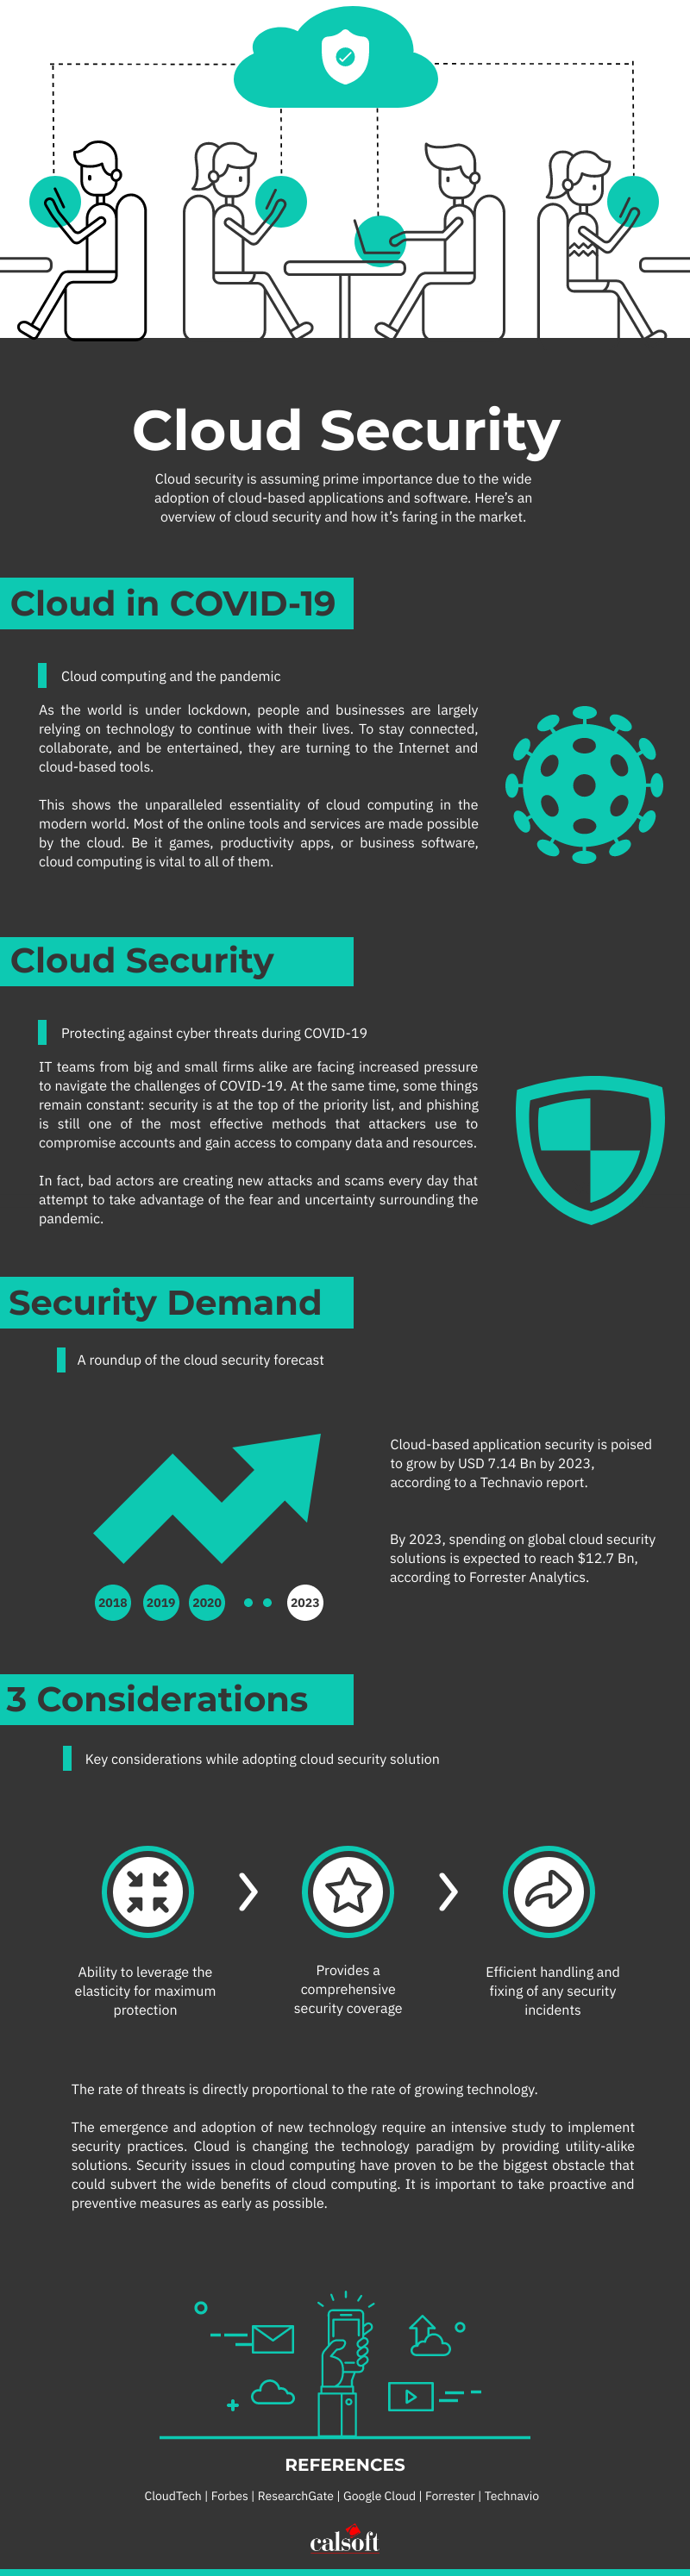 Cloud Security
Cloud security is assuming prime importance due to the wide
adoption of cloud-based applications and software. Here's an
overview of cloud security and how it's faring in the market.
Cloud in COVID-19
Cloud computing and the pandemic
As the world is under lockdown, people and businesses are largely
relying on technology to continue with their lives. To stay connected,
collaborate, and be entertained, they are turning to the Internet and
cloud-based tools.
This shows the unparalleled essentiality of cloud computing in the
modern world. Most of the online tools and services are made possible
by the cloud. Be it games, productivity apps, or business software,
cloud computing is vital to all of them.
Cloud Security
Protecting against cyber threats during COVID-19
IT teams from big and small firms alike are facing increased pressure
to navigate the challenges of COVID-19. At the same time, some things
remain constant: security is at the top of the priority list, and phishing
is still one of the most effective methods that attackers use to
compromise accounts and gain access to company data and resources.
In fact, bad actors are creating new attacks and scams every day that
attempt to take advantage of the fear and uncertainty surrounding the
pandemic.
Security Demand
A roundup of the cloud security forecast
Cloud-based application security is poised
to grow by USD 7.14 Bn by 2023,
according to a Technavio report.
By 2023, spending on global cloud security
solutions is expected to reach $12.7 Bn,
according to Forrester Analytics.
2018 2019 2020 2023
3 Considerations
Key considerations while adopting cloud security solution
Ability to leverage the
elasticity for maximum
protection
Provides a
comprehensive
security coverage
Efficient handling and
fixing of any security
incidents
The rate of threats is directly proportional to the rate of growing technology.
The emergence and adoption of new technology require an intensive study to implement
security practices. Cloud is changing the technology paradigm by providing utility-alike
solutions. Security issues in cloud computing have proven to be the biggest obstacle that
could subvert the wide benefits of cloud computing. It is important to take proactive and
preventive measures as early as possible.
REFERENCES
CloudTech | Forbes | ResearchGate | Google Cloud | Forrester | Technavio
calsoft